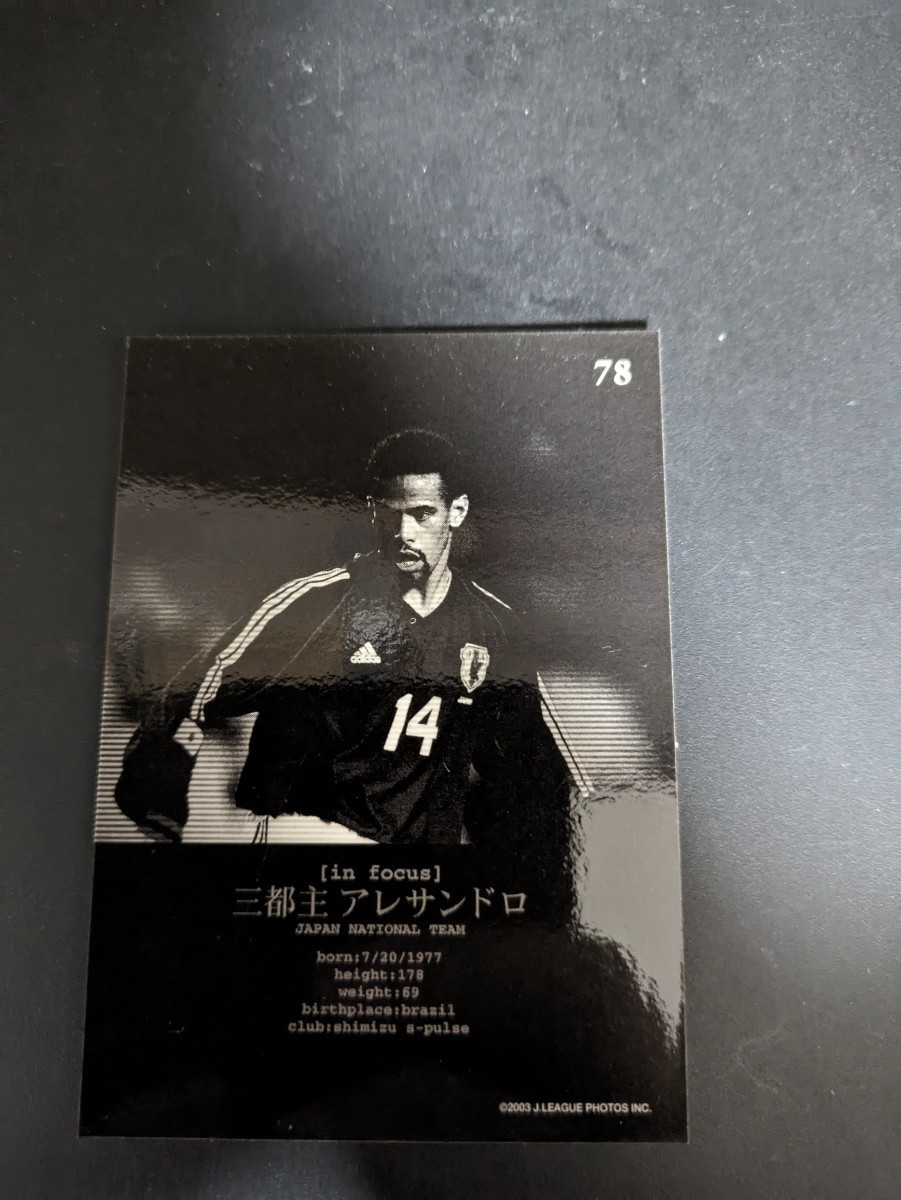 78
adidas
14
[in focus]
三都主 アレサンドロ
JAPAN NATIONAL TEAM
born:7/20/1977
height:178
weight:69
birthplace:brazil
club:shimizu s-pulse
©2003 J.LEAGUE PHOTOS INC.